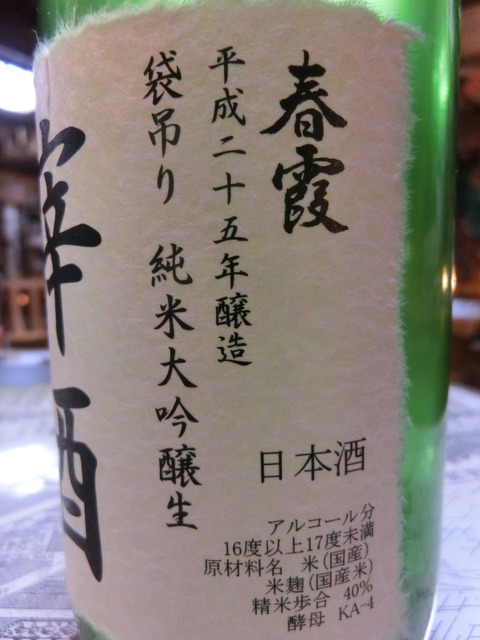 春霞
平成二十五年醸造
袋吊り 純米大吟醸生
酒
日本酒
アルコール分
16度以上17度未満
原材料名 米(国産)
米麹(国産米)
精米歩合 40%
酵母 KA-4